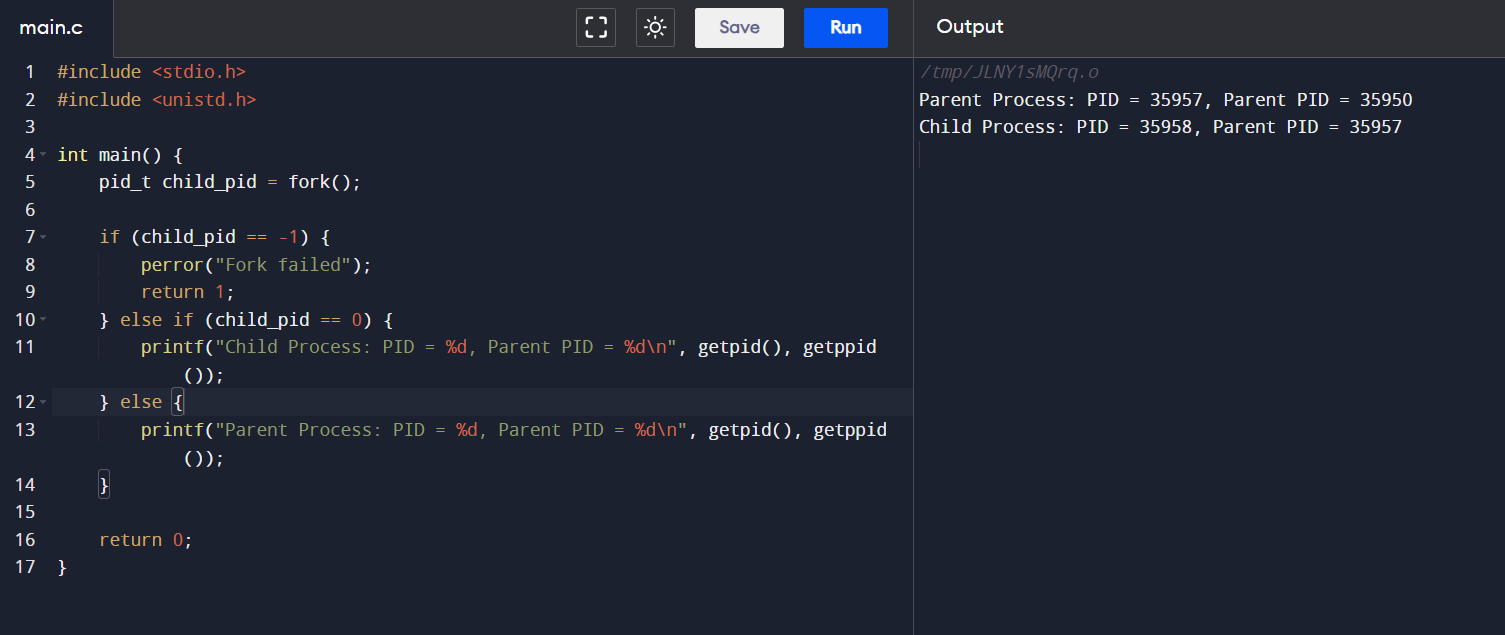 main.c
Save
Run
Output
1 #include <stdio.h>
2 #include <unistd.h>
3
4 int main() {
5     pid_t child_pid = fork();
6
7     if (child_pid == -1) {
8         perror("Fork failed");
9         return 1;
10     } else if (child_pid == 0) {
11         printf("Child Process: PID = %d, Parent PID = %d\n", getpid(), getppid
            ());
12     } else {
13         printf("Parent Process: PID = %d, Parent PID = %d\n", getpid(), getppid
            ());
14     }
15
16     return 0;
17 }
/tmp/JLNY1sMQrq.o
Parent Process: PID = 35957, Parent PID = 35950
Child Process: PID = 35958, Parent PID = 35957